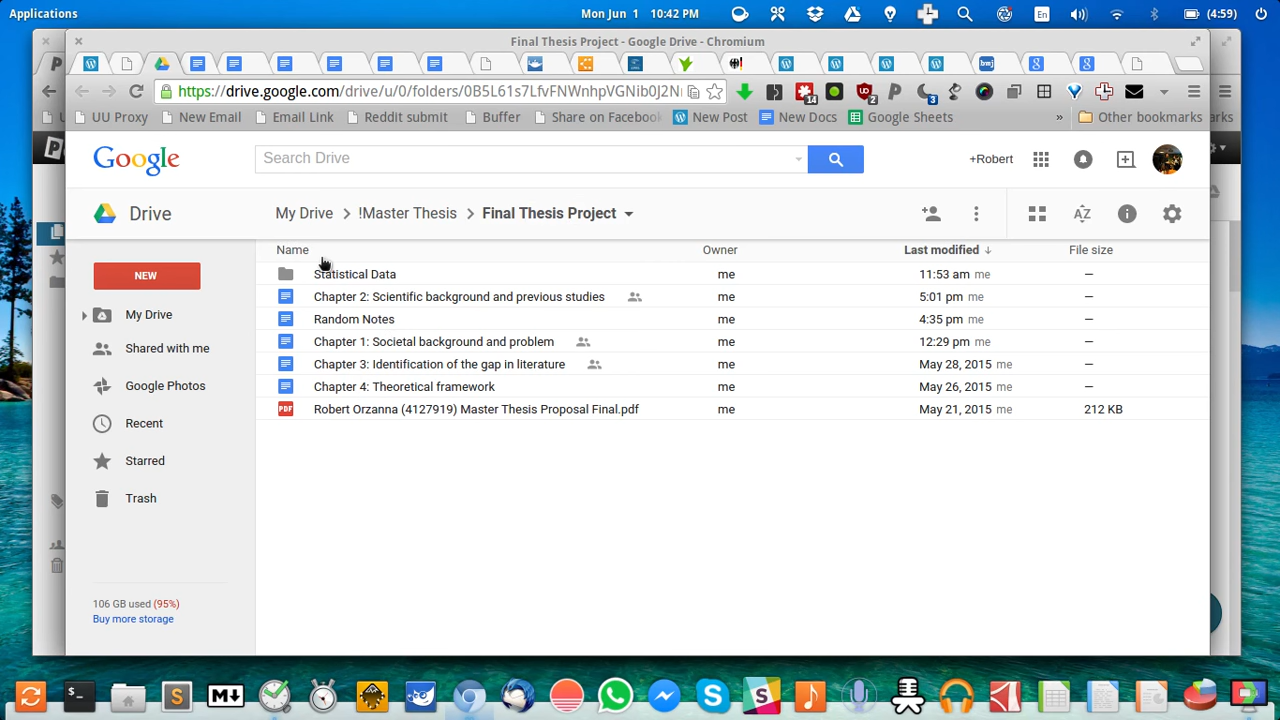 Applications
Mon Jun 1 10:42 PM
En
(4:59)
Final Thesis Project - Google Drive - Chromium
https://drive.google.com/drive/u/0/folders/0B5L61s7LfvFNWnhpVGNib0J2N
14
2
3
UU Proxy
New Email
Email Link
Reddit submit
Buffer
Share on Facebook
New Post
New Docs
Google Sheets
»
Other bookmarks
arks
Google
Search Drive
+Robert
Drive
My Drive > !Master Thesis > Final Thesis Project
AZ
Name Owner Last modified ↓ File size
NEW
Statistical Data me 11:53 am me —
Chapter 2: Scientific background and previous studies me 5:01 pm me —
Random Notes me 4:35 pm me —
Chapter 1: Societal background and problem me 12:29 pm me —
Chapter 3: Identification of the gap in literature me May 28, 2015 me —
Chapter 4: Theoretical framework me May 26, 2015 me —
PDF Robert Orzanna (4127919) Master Thesis Proposal Final.pdf me May 21, 2015 me 212 KB
My Drive
Shared with me
Google Photos
Recent
Starred
Trash
106 GB used (95%)
Buy more storage